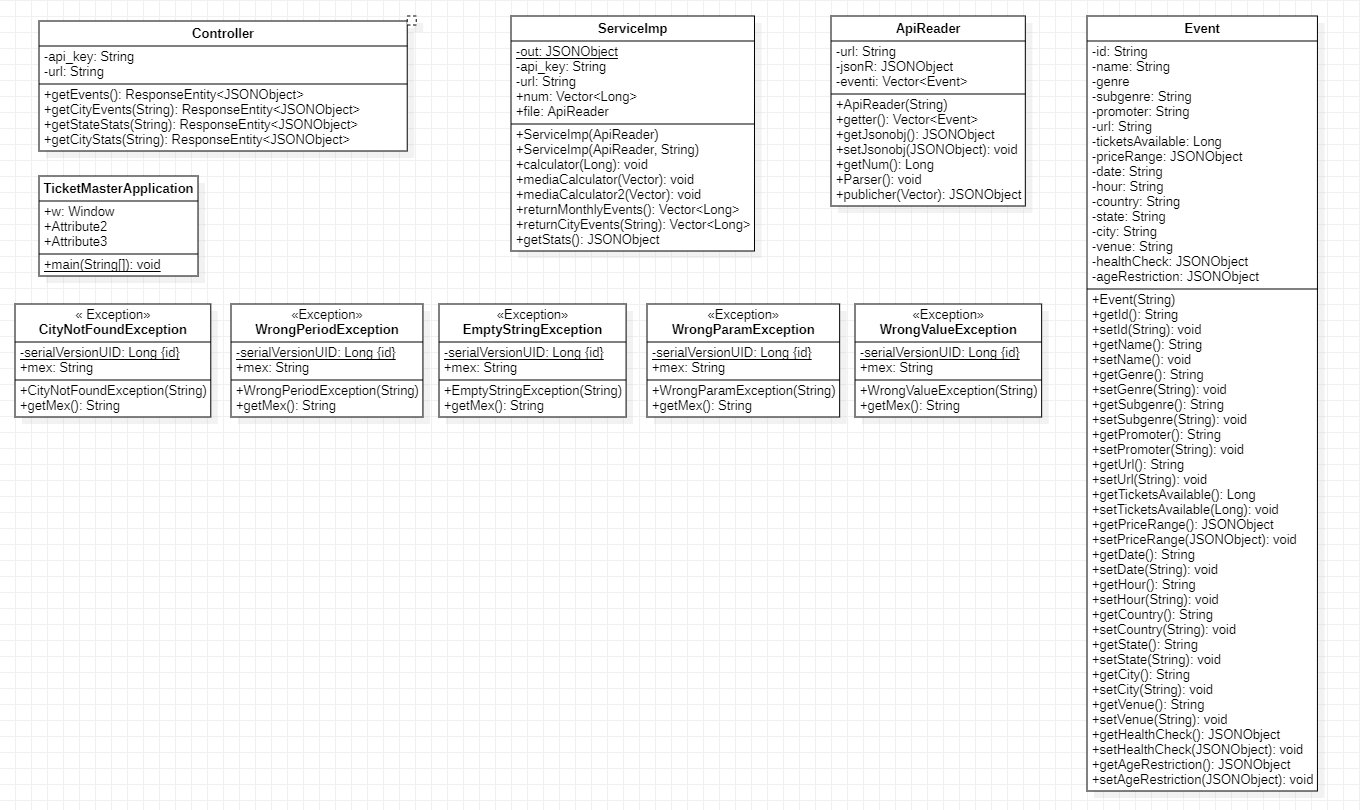 Controller
-api_key: String
-url: String
+getEvents(): ResponseEntity<JSONObject>
+getCityEvents(String): ResponseEntity<JSONObject>
+getStateStats(String): ResponseEntity<JSONObject>
+getCityStats(String): ResponseEntity<JSONObject>
TicketMasterApplication
+w: Window
+Attribute2
+Attribute3
+main(String[]): void
ServiceImp
-out: JSONObject
-api_key: String
-url: String
+num: Vector<Long>
+file: ApiReader
+ServiceImp(ApiReader)
+ServiceImp(ApiReader, String)
+calculator(Long): void
+mediaCalculator(Vector): void
+mediaCalculator2(Vector): void
+returnMonthlyEvents(): Vector<Long>
+returnCityEvents(String): Vector<Long>
+getStats(): JSONObject
ApiReader
-url: String
-jsonR: JSONObject
-eventi: Vector<Event>
+ApiReader(String)
+getter(): Vector<Event>
+getJsonobj(): JSONObject
+setJsonobj(JSONObject): void
+getNum(): Long
+Parser(): void
+publicher(Vector): JSONObject
« Exception»
CityNotFoundException
-serialVersionUID: Long {id}
+mex: String
+CityNotFoundException(String)
+getMex(): String
«Exception»
WrongPeriodException
-serialVersionUID: Long {id}
+mex: String
+WrongPeriodException(String)
+getMex(): String
«Exception»
EmptyStringException
-serialVersionUID: Long {id}
+mex: String
+EmptyStringException(String)
+getMex(): String
«Exception»
WrongParamException
-serialVersionUID: Long {id}
+mex: String
+WrongParamException(String)
+getMex(): String
«Exception»
WrongValueException
-serialVersionUID: Long {id}
+mex: String
+WrongValueException(String)
+getMex(): String
Event
-id: String
-name: String
-genre
-subgenre: String
-promoter: String
-url: String
-ticketsAvailable: Long
-priceRange: JSONObject
-date: String
-hour: String
-country: String
-state: String
-city: String
-venue: String
-healthCheck: JSONObject
-ageRestriction: JSONObject
+Event(String)
+getId(): String
+setId(String): void
+getName(): String
+setName(): void
+getGenre(): String
+setGenre(String): void
+getSubgenre(): String
+setSubgenre(String): void
+getPromoter(): String
+setPromoter(String): void
+getUrl(): String
+setUrl(String): void
+getTicketsAvailable(): Long
+setTicketsAvailable(Long): void
+getPriceRange(): JSONObject
+setPriceRange(JSONObject): void
+getDate(): String
+setDate(String): void
+getHour(): String
+setHour(String): void
+getCountry(): String
+setCountry(String): void
+getState(): String
+setState(String): void
+getCity(): String
+setCity(String): void
+getVenue(): String
+setVenue(String): void
+getHealthCheck(): JSONObject
+setHealthCheck(JSONObject): void
+getAgeRestriction(): JSONObject
+setAgeRestriction(JSONObject): void